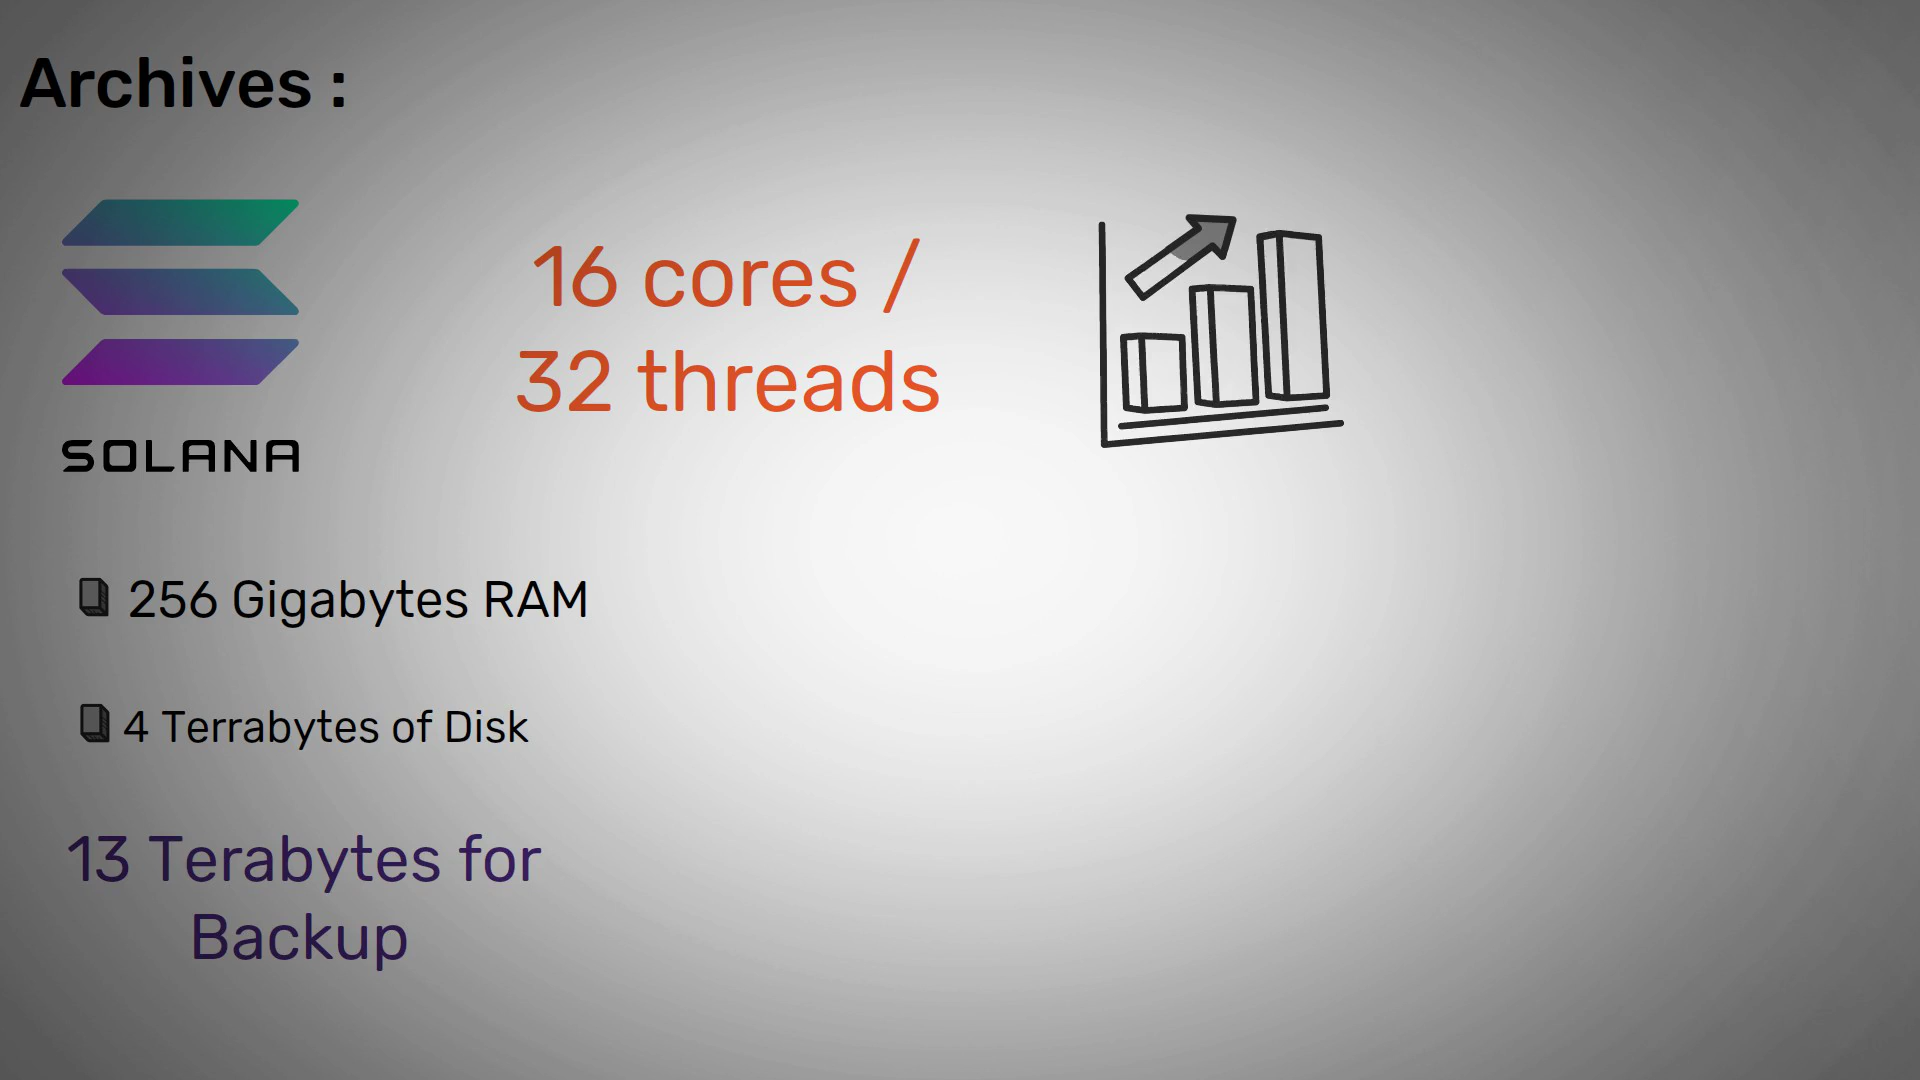 Archives :
SOLANA
16 cores /
32 threads
256 Gigabytes RAM
4 Terrabytes of Disk
13 Terabytes for
Backup